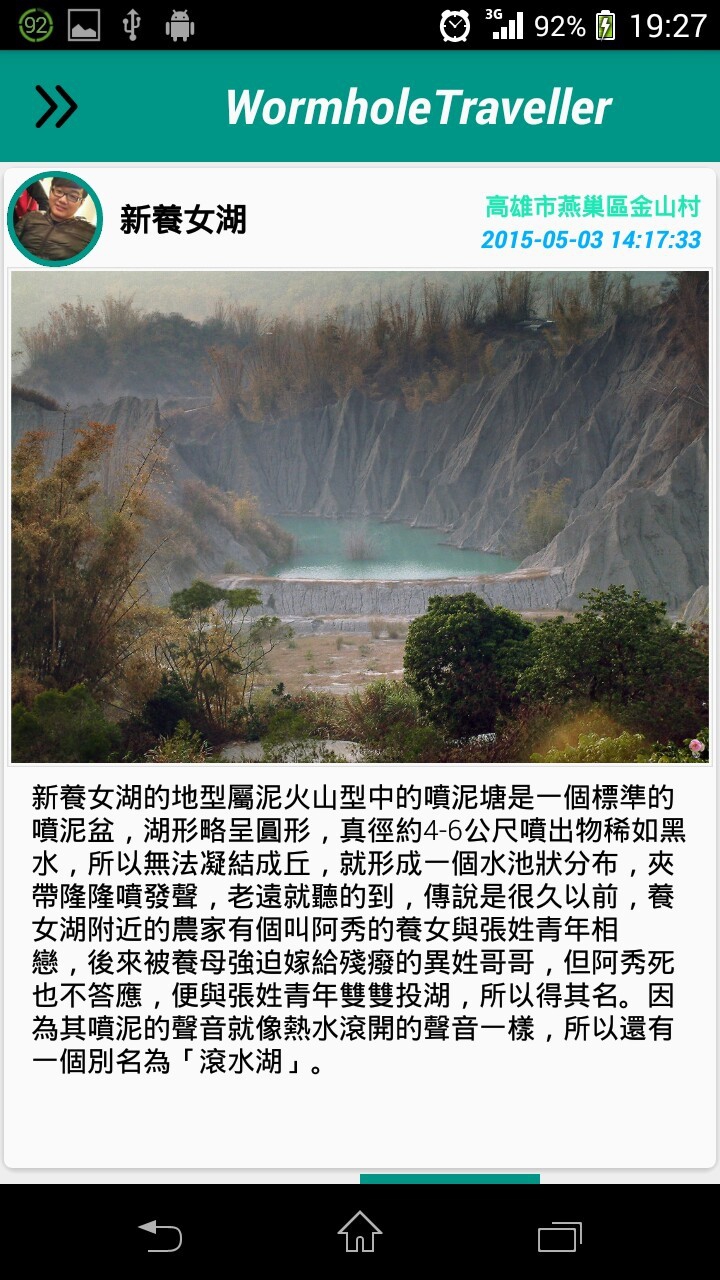 92
3G
92%
19:27
WormholeTraveller
新養女湖
高雄市燕巢區金山村
2015-05-03 14:17:33
新養女湖的地型屬泥火山型中的噴泥塘是一個標準的
噴泥盆，湖形略呈圓形，真徑約4-6公尺噴出物稀如黑
水，所以無法凝結成丘，就形成一個水池狀分布，夾
帶隆隆噴發聲，老遠就聽的到，傳說是很久以前，養
女湖附近的農家有個叫阿秀的養女與張姓青年相
戀，後來被養母強迫嫁給殘廢的異姓哥哥，但阿秀死
也不答應，便與張姓青年雙雙投湖，所以得其名。因
為其噴泥的聲音就像熱水滾開的聲音一樣，所以還有
一個別名為「滾水湖」。